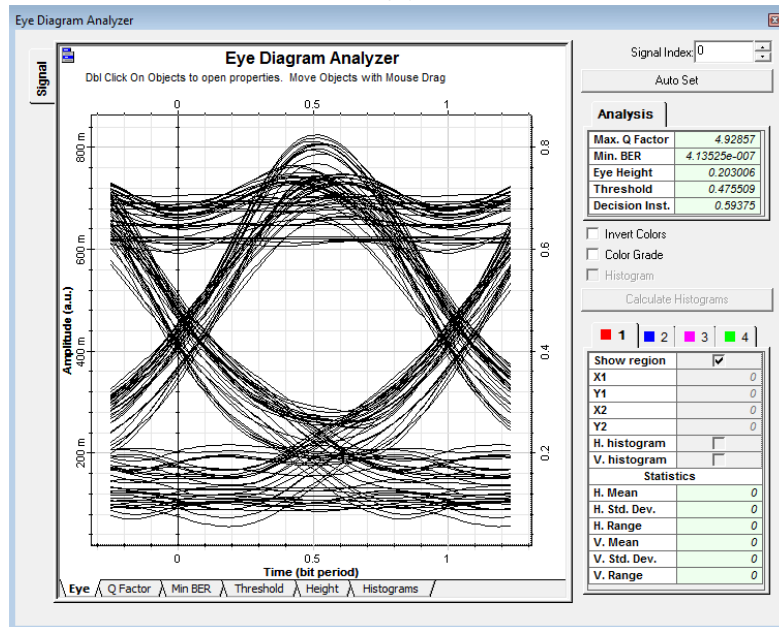 Eye Diagram Analyzer
Signal
Eye Diagram Analyzer
Dbl Click On Objects to open properties. Move Objects with Mouse Drag
0 0.5 1
800 m
600 m
400 m
200 m
Amplitude (a.u.)
0.8
0.6
0.4
0.2
0 0.5 1
Time (bit period)
Eye Q Factor Min BER Threshold Height Histograms
Signal Index: 0
Auto Set
Analysis
Max. Q Factor 4.92857
Min. BER 4.13525e-007
Eye Height 0.203006
Threshold 0.475509
Decision Inst. 0.59375
Invert Colors
Color Grade
Histogram
Calculate Histograms
1 2 3 4
Show region
X1 0
Y1 0
X2 0
Y2 0
H. histogram
V. histogram
Statistics
H. Mean 0
H. Std. Dev. 0
H. Range 0
V. Mean 0
V. Std. Dev. 0
V. Range 0